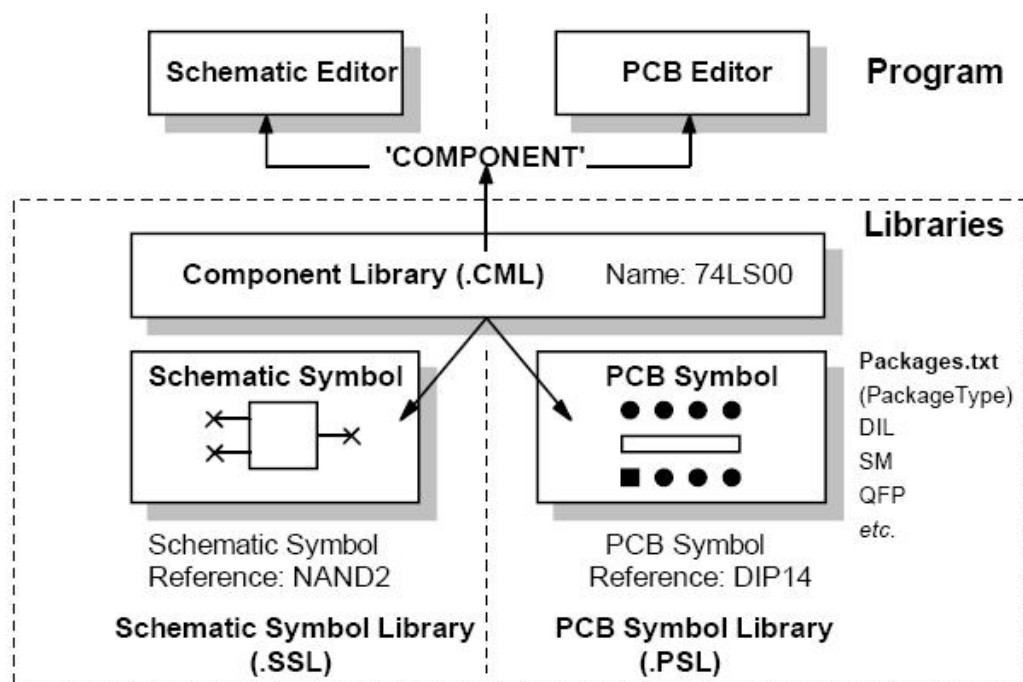 Schematic Editor
PCB Editor
Program
'COMPONENT'
Libraries
Component Library (.CML)
Name: 74LS00
Schematic Symbol
PCB Symbol
Packages.txt
(PackageType)
DIL
SM
QFP
etc.
Schematic Symbol
Reference: NAND2
PCB Symbol
Reference: DIP14
Schematic Symbol Library
(.SSL)
PCB Symbol Library
(.PSL)